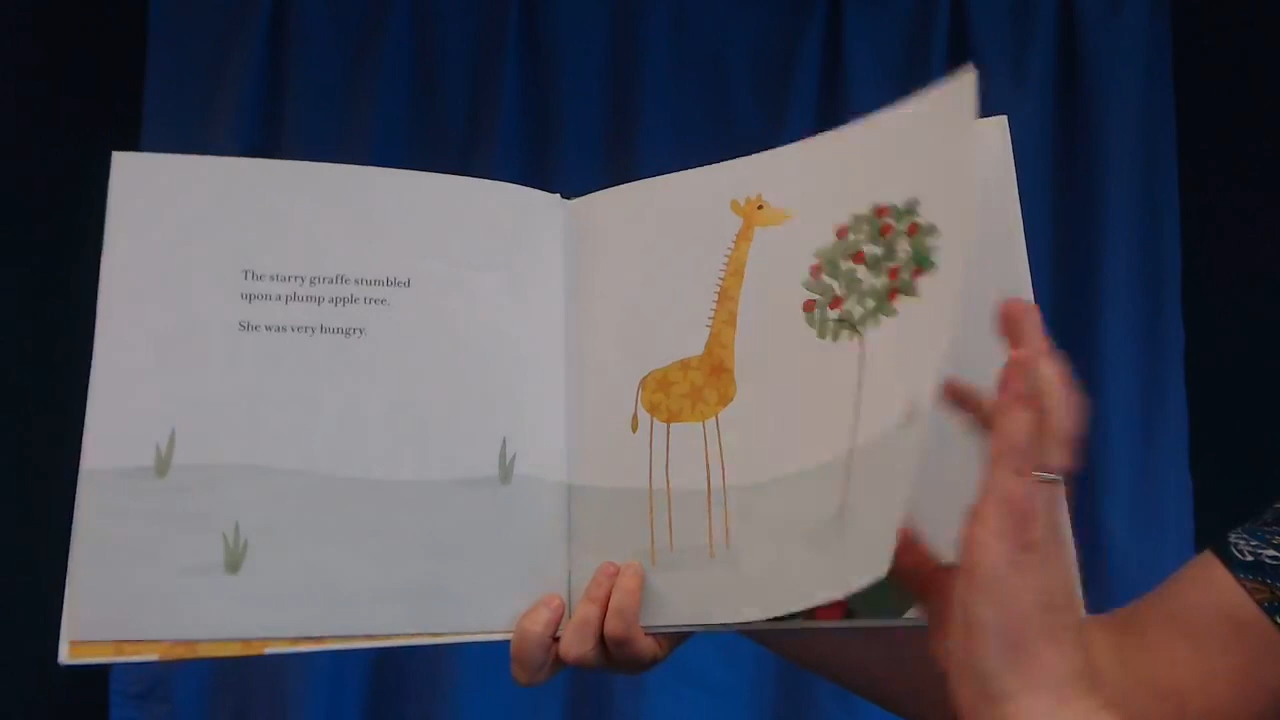 The starry giraffe stumbled
upon a plump apple tree.
She was very hungry.